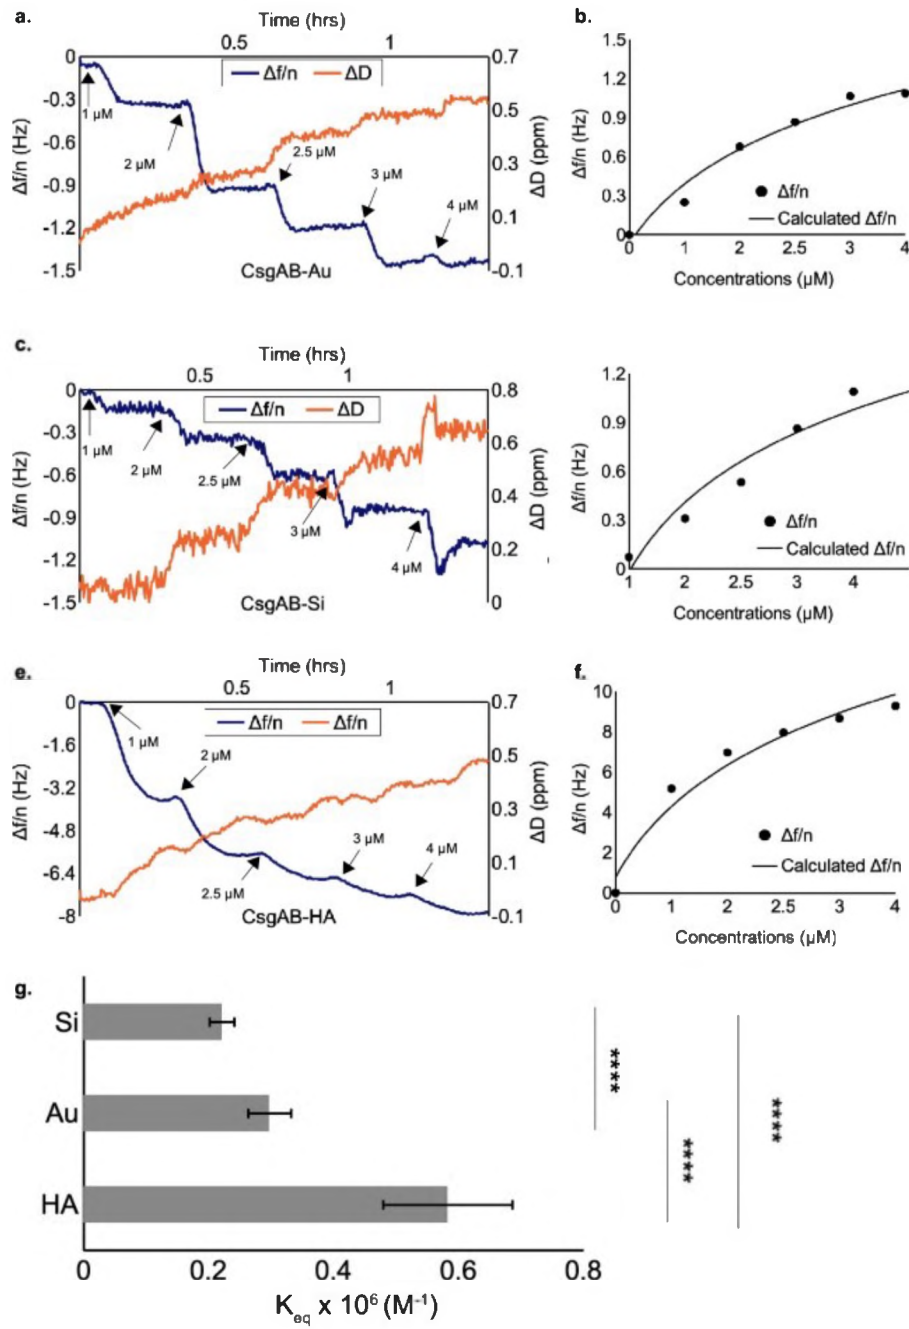 a.
Time (hrs)
0.5 1
0 0.7
-0.3 0.5
-0.6 0.3
-0.9 0.1
-1.2
-1.5 -0.1
Δf/n (Hz)
ΔD (ppm)
Δf/n ΔD
1 µM
2 µM
2.5 µM
3 µM
4 µM
CsgAB-Au
b.
1.5
1.2
0.9
0.6
0.3
0
0 1 2 2.5 3 4
Δf/n (Hz)
Δf/n
Calculated Δf/n
Concentrations (µM)
c.
Time (hrs)
0.5 1
0 0.8
-0.3 0.6
-0.6
-0.9 0.4
-1.2 0.2
-1.5 0
Δf/n (Hz)
ΔD (ppm)
Δf/n ΔD
1 µM
2 µM
2.5 µM
3 µM
4 µM
CsgAB-Si
1.2
0.9
0.6
0.3
0
1 2 2.5 3 4
Δf/n (Hz)
Δf/n
Calculated Δf/n
Concentrations (µM)
e.
Time (hrs)
0.5 1
0 0.7
-1.6 0.5
-3.2 0.3
-4.8 0.1
-6.4
-8 -0.1
Δf/n (Hz)
ΔD (ppm)
Δf/n Δf/n
1 µM
2 µM
2.5 µM
3 µM
4 µM
CsgAB-HA
f.
10
8
6
4
2
0
0 1 2 2.5 3 4
Δf/n (Hz)
Δf/n
Calculated Δf/n
Concentrations (µM)
g.
Si
Au
HA
0 0.2 0.4 0.6 0.8
Keq x 10⁶ (M⁻¹)
****
****
****